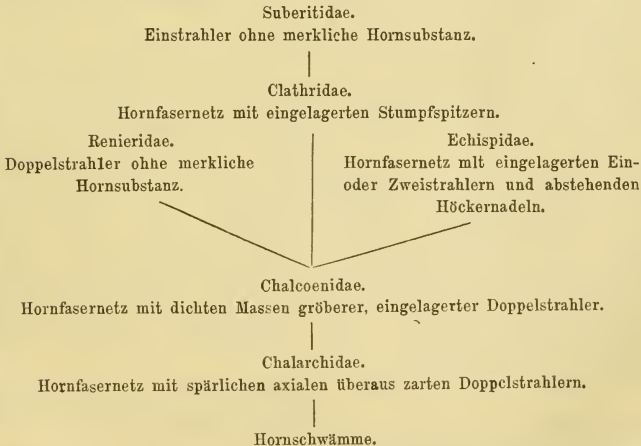 Suberitidae.
Einstrahler ohne merkliche Hornsubstanz.
Clathridae.
Hornfasernetz mit eingelagerten Stumpfspitzern.
Renieridae.
Doppelstrahler ohne merkliche
Hornsubstanz.
Echispidae.
Hornfasernetz mit eingelagerten Ein-
oder Zweistrahlern und abstehenden
Höckernadeln.
Chalcoenidae.
Hornfasernetz mit dichten Massen gröberer, eingelagerter Doppelstrahler.
Chalarchidae.
Hornfasernetz mit spärlichen axialen überaus zarten Doppelstrahlern.
Hornschwämme.